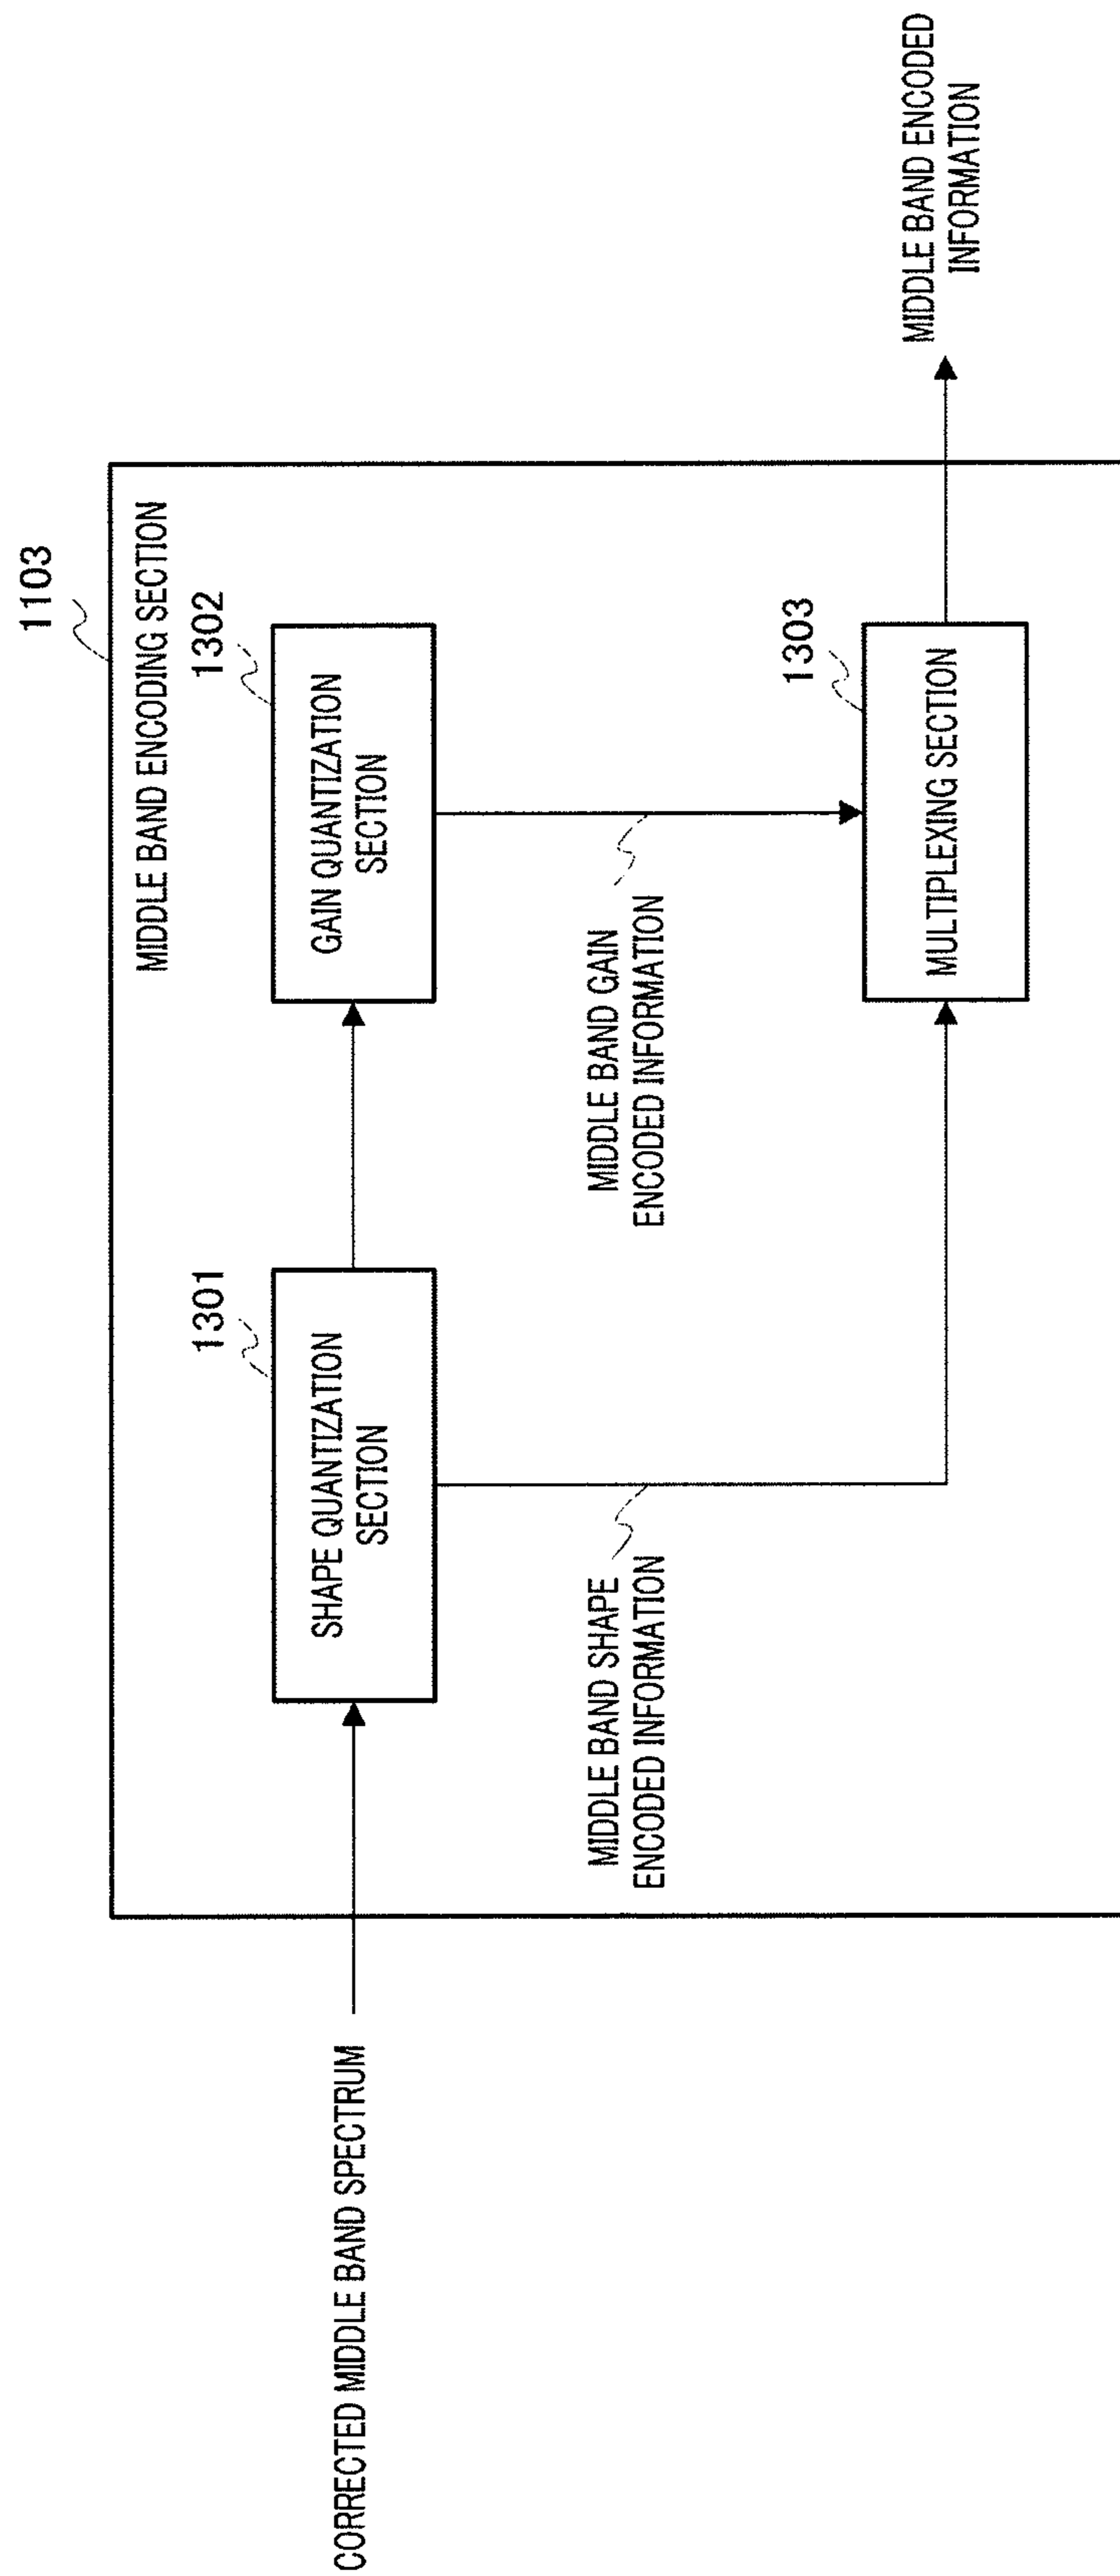 1103
MIDDLE BAND ENCODING SECTION
CORRECTED MIDDLE BAND SPECTRUM
1301
SHAPE QUANTIZATION
SECTION
1302
GAIN QUANTIZATION
SECTION
MIDDLE BAND SHAPE
ENCODED INFORMATION
MIDDLE BAND GAIN
ENCODED INFORMATION
1303
MULTIPLEXING SECTION
MIDDLE BAND ENCODED
INFORMATION